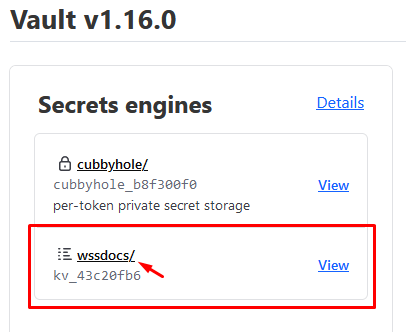 Vault v1.16.0
Secrets engines
Details
cubbyhole/
cubbyhole_b8f300f0
View
per-token private secret storage
wssdocs/
View
kv_43c20fb6